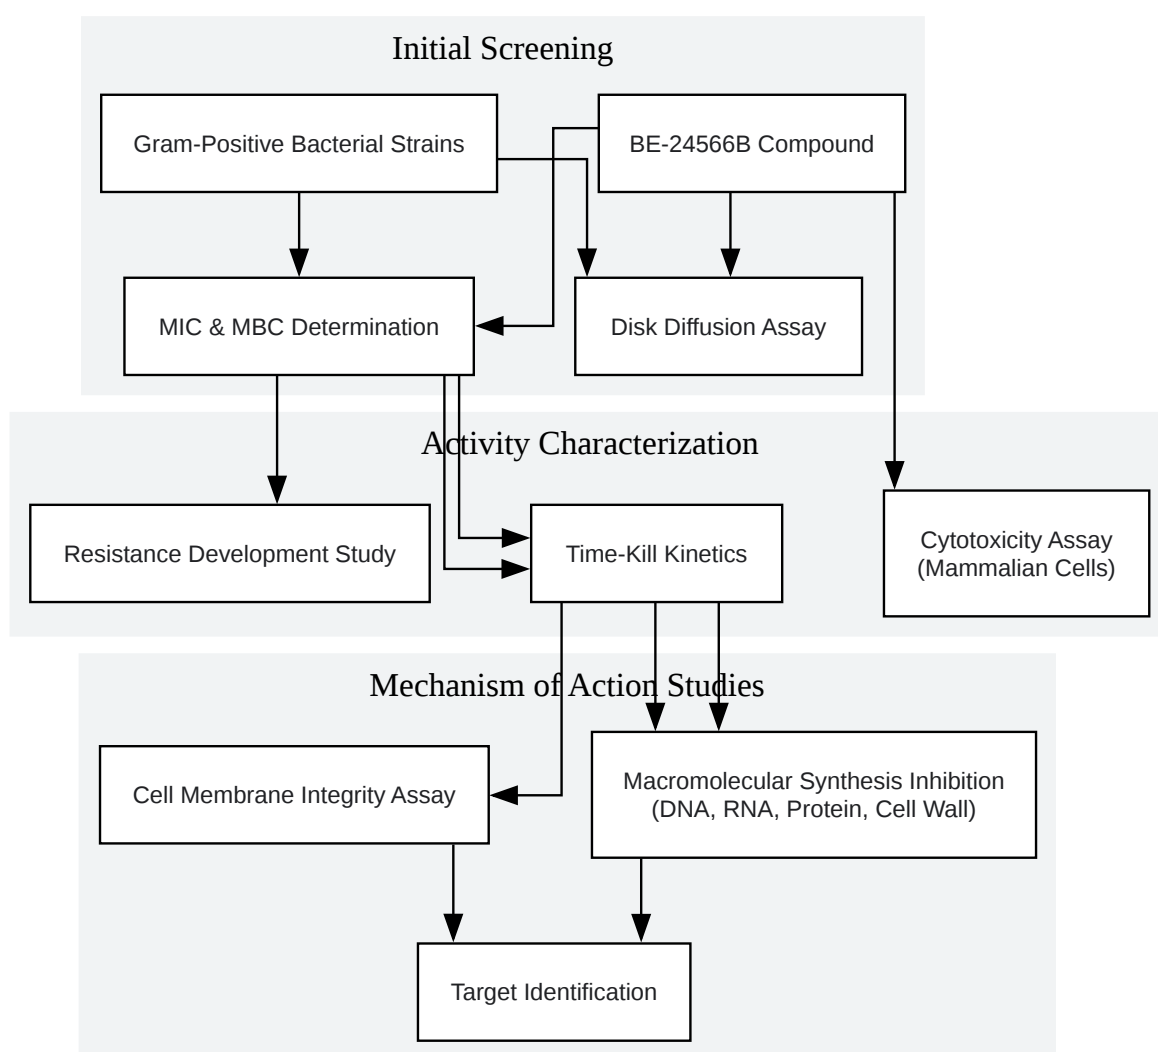 Initial Screening
Gram-Positive Bacterial Strains
BE-24566B Compound
MIC & MBC Determination
Disk Diffusion Assay
Activity Characterization
Resistance Development Study
Time-Kill Kinetics
Cytotoxicity Assay
(Mammalian Cells)
Mechanism of Action Studies
Cell Membrane Integrity Assay
Macromolecular Synthesis Inhibition
(DNA, RNA, Protein, Cell Wall)
Target Identification